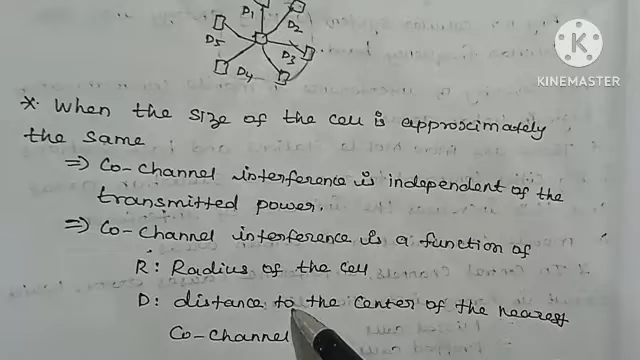 D1
D2
D5
D3
D4
K
KINEMASTER
* When the size of the cell is approximately
the same
=> Co-channel interference is independent of the
transmitted power.
=> Co-channel interference is a function of
R: Radius of the cell
D: distance to the center of the nearest
Co-channel